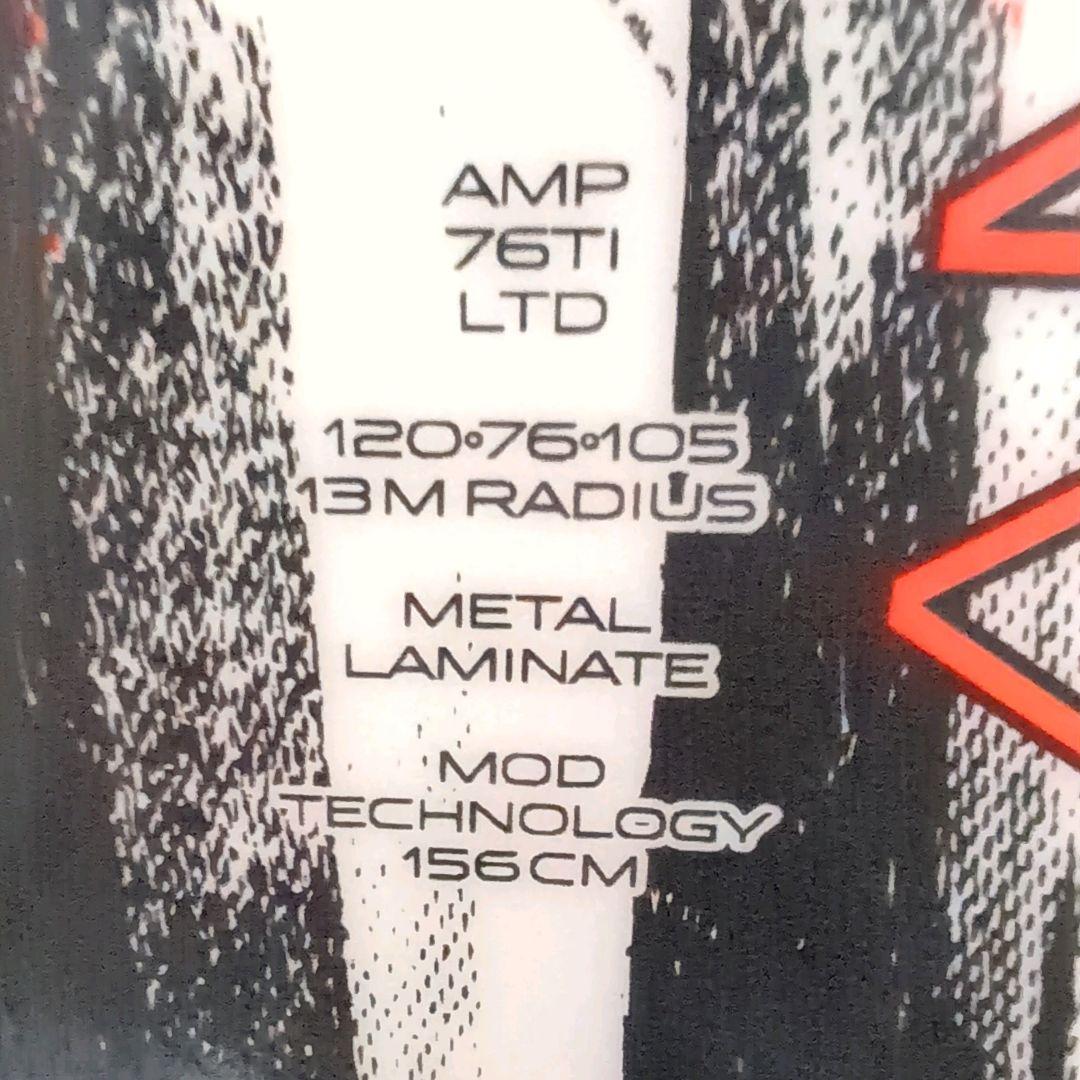 AMP
76TI
LTD
120•76•105
13M RADIUS
METAL
LAMINATE
MOD
TECHNOLOGY
156CM